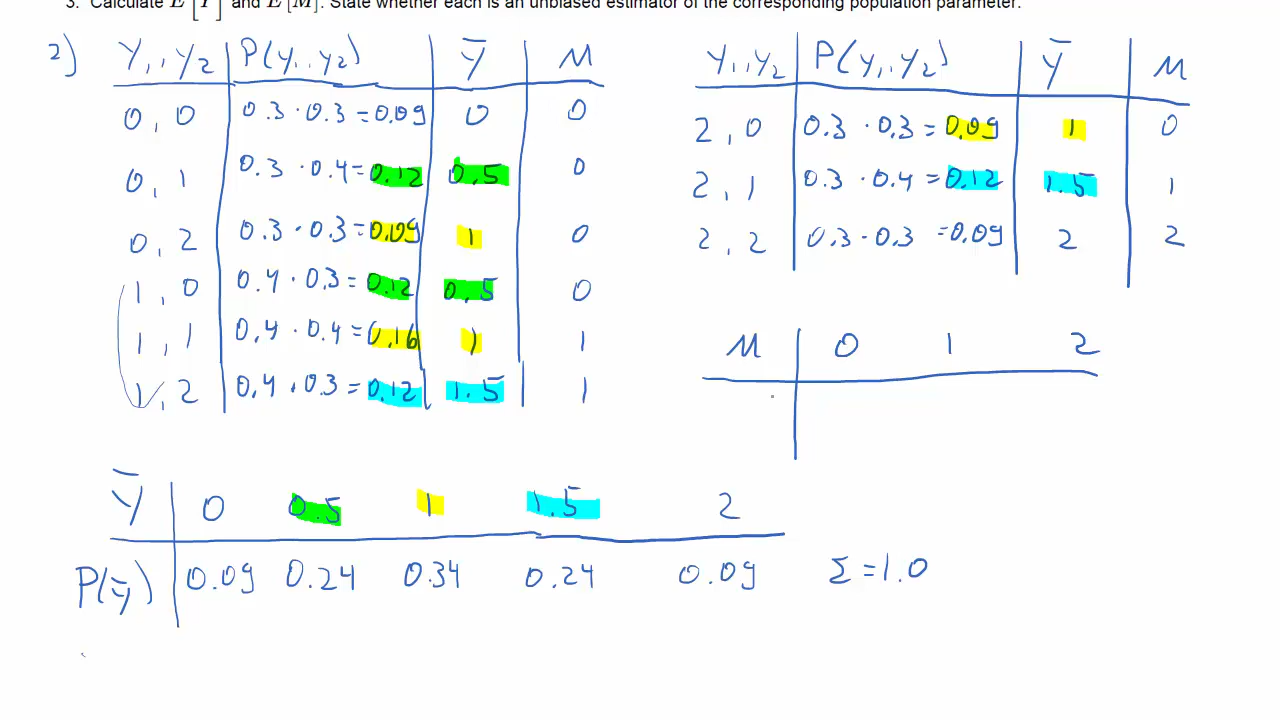 3. Calculate E[Y̅] and E[M]. State whether each is an unbiased estimator of the corresponding population parameter.
2) Y₁, Y₂ P(Y₁, Y₂) Y̅ M
0, 0 0.3 · 0.3 = 0.09 0 0
0, 1 0.3 · 0.4 = 0.12 0.5 0
0, 2 0.3 · 0.3 = 0.09 1 0
1, 0 0.4 · 0.3 = 0.12 0.5 0
1, 1 0.4 · 0.4 = 0.16 1 1
1, 2 0.4 · 0.3 = 0.12 1.5 1
Y₁, Y₂ P(Y₁, Y₂) Y̅ M
2, 0 0.3 · 0.3 = 0.09 1 0
2, 1 0.3 · 0.4 = 0.12 1.5 1
2, 2 0.3 · 0.3 = 0.09 2 2
M 0 1 2
Y̅ 0 0.5 1 1.5 2
P(y̅) 0.09 0.24 0.34 0.24 0.09 Σ = 1.0